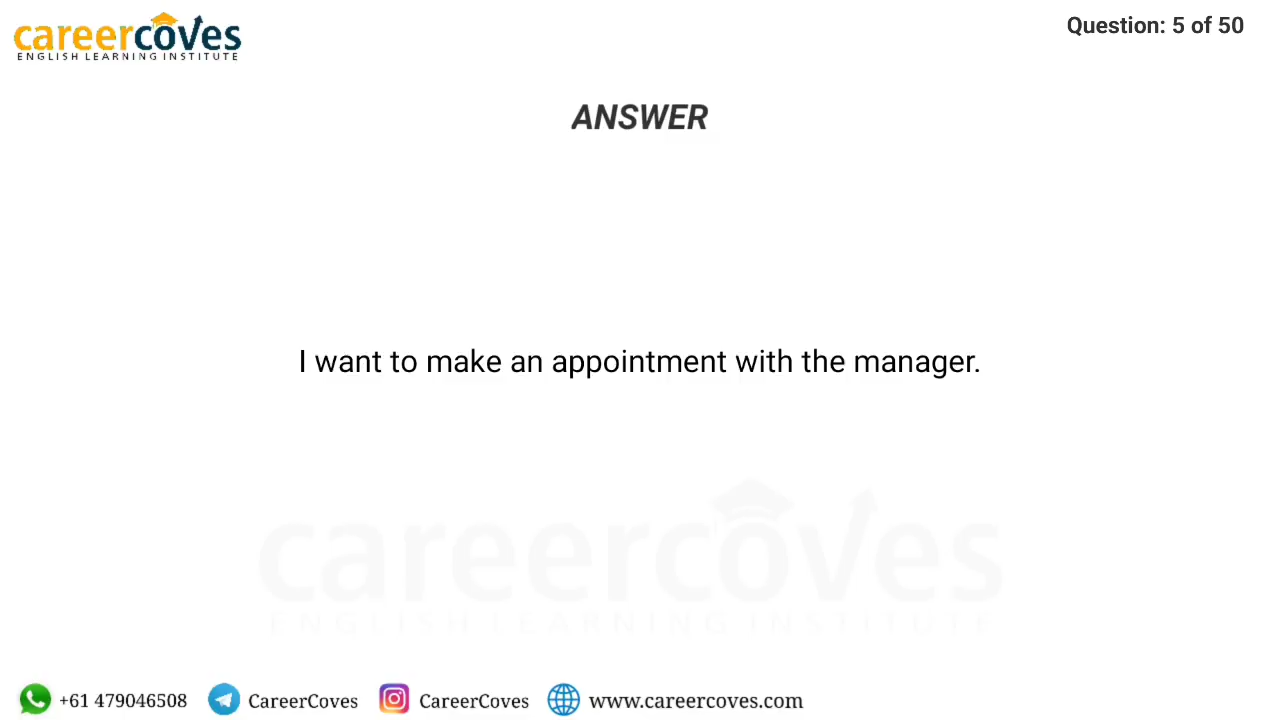 careercoves
ENGLISH LEARNING INSTITUTE
Question: 5 of 50
ANSWER
I want to make an appointment with the manager.
careercoves
ENGLISH LEARNING INSTITUTE
+61 479046508 CareerCoves CareerCoves www.careercoves.com